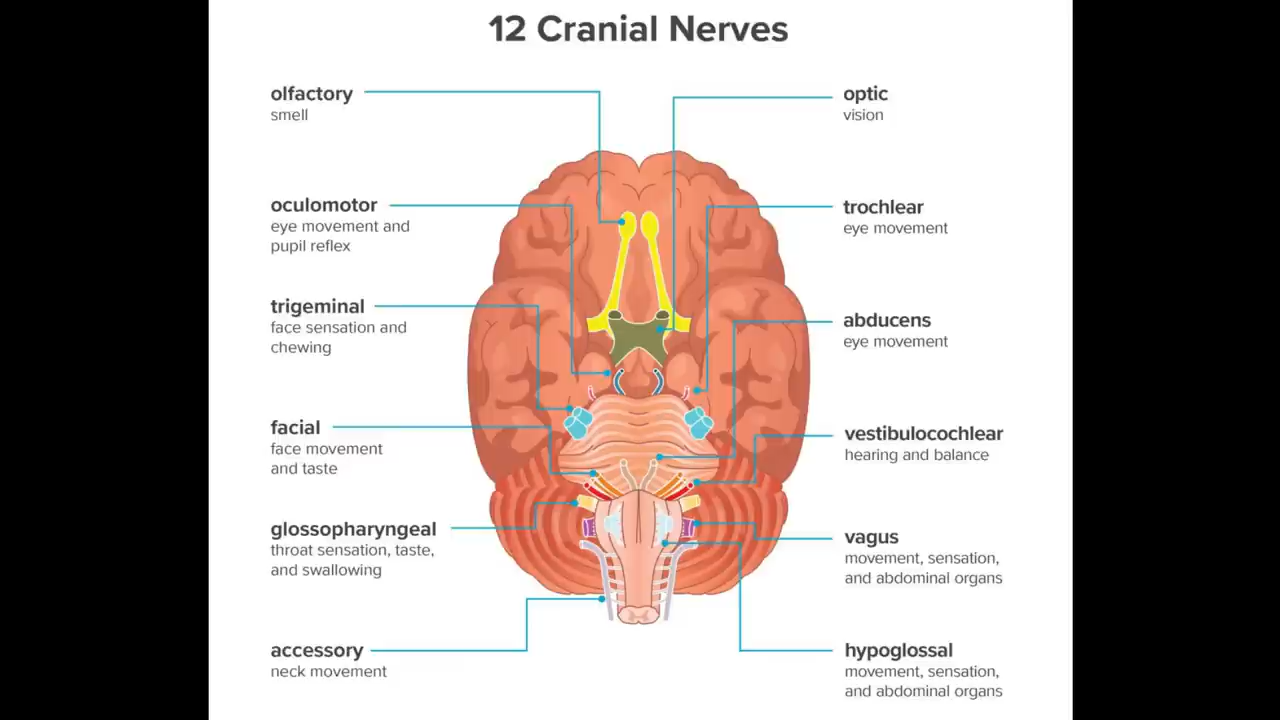 12 Cranial Nerves
olfactory
smell
oculomotor
eye movement and
pupil reflex
trigeminal
face sensation and
chewing
facial
face movement
and taste
glossopharyngeal
throat sensation, taste,
and swallowing
accessory
neck movement
optic
vision
trochlear
eye movement
abducens
eye movement
vestibulocochlear
hearing and balance
vagus
movement, sensation,
and abdominal organs
hypoglossal
movement, sensation,
and abdominal organs